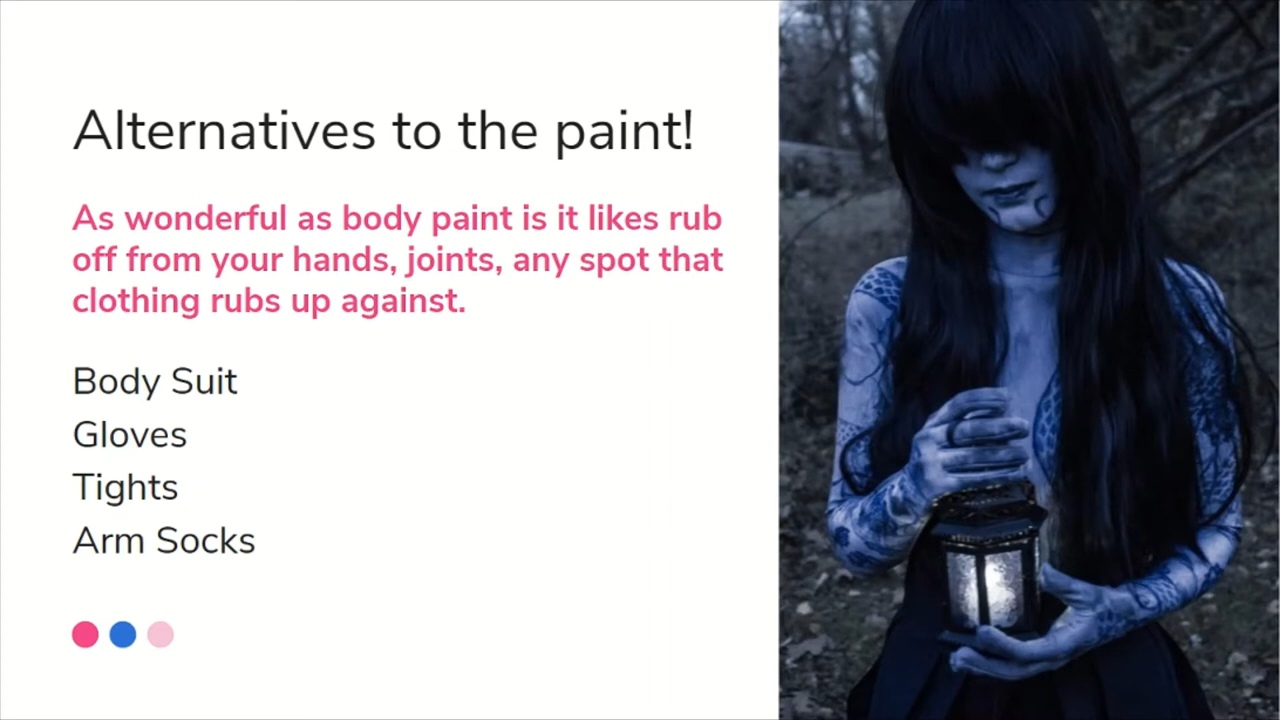 Alternatives to the paint!
As wonderful as body paint is it likes rub
off from your hands, joints, any spot that
clothing rubs up against.
Body Suit
Gloves
Tights
Arm Socks